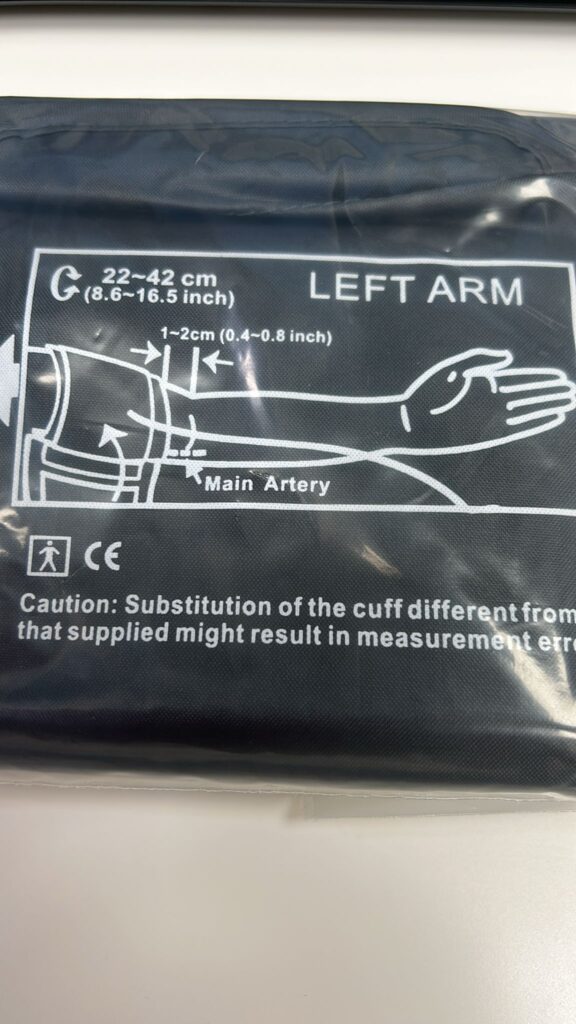 22~42 cm
(8.6~16.5 inch)
LEFT ARM
1~2cm (0.4~0.8 inch)
Main Artery
CE
Caution: Substitution of the cuff different from
that supplied might result in measurement